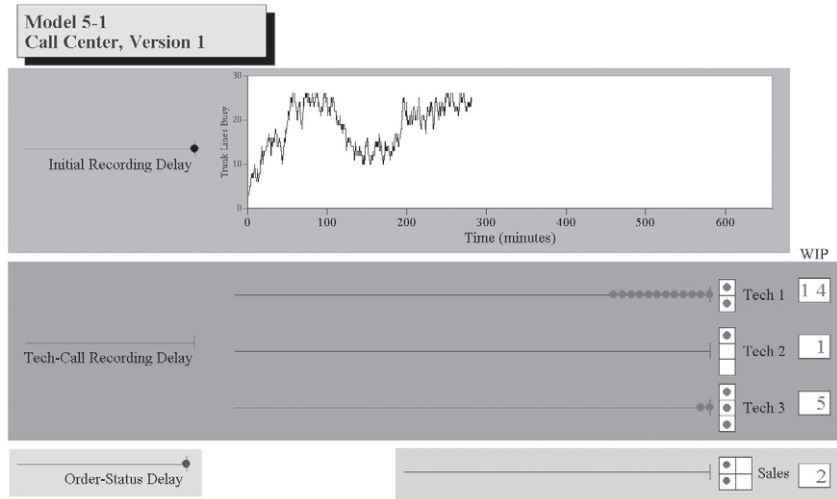 Model 5-1
Call Center, Version 1
30
20
10
0
Trunk Lines Busy
0 100 200 300 400 500 600
Time (minutes)
Initial Recording Delay
WIP
Tech 1 14
Tech-Call Recording Delay
Tech 2 1
Tech 3 5
Order-Status Delay
Sales 2